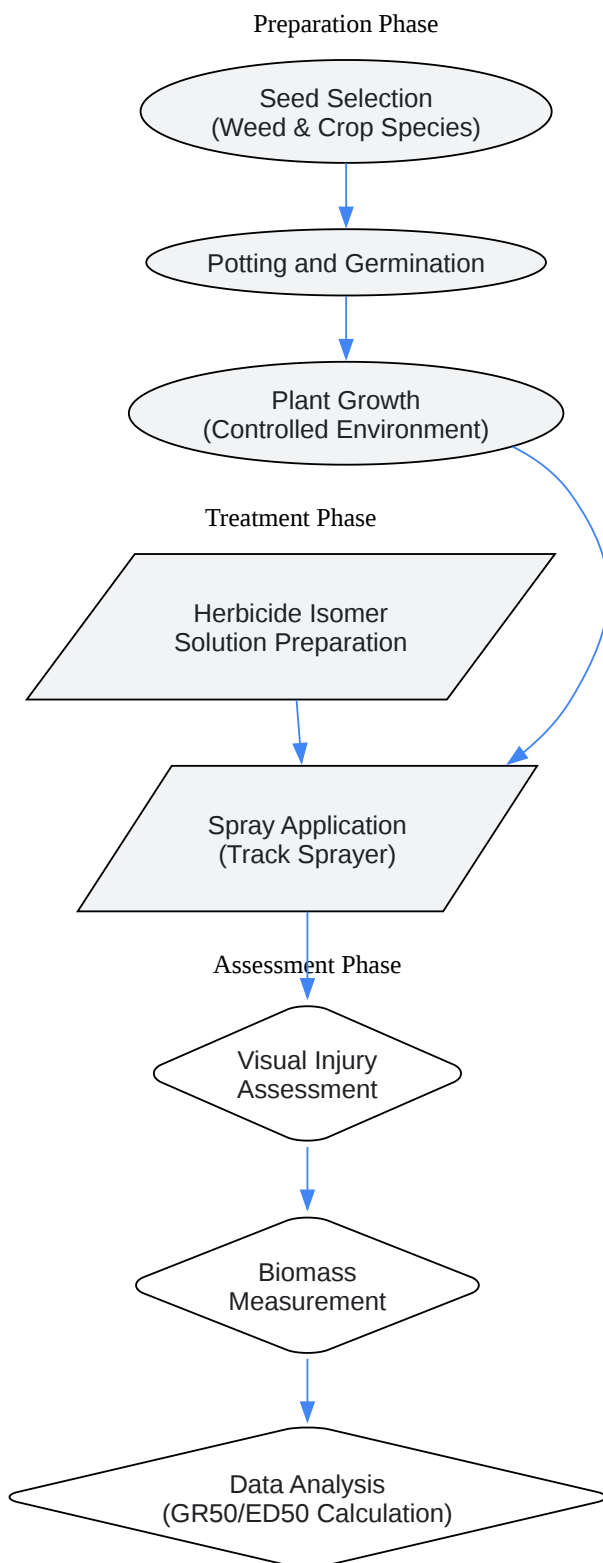 Preparation Phase
Seed Selection
(Weed & Crop Species)
Potting and Germination
Plant Growth
(Controlled Environment)
Treatment Phase
Herbicide Isomer
Solution Preparation
Spray Application
(Track Sprayer)
Assessment Phase
Visual Injury
Assessment
Biomass
Measurement
Data Analysis
(GR50/ED50 Calculation)